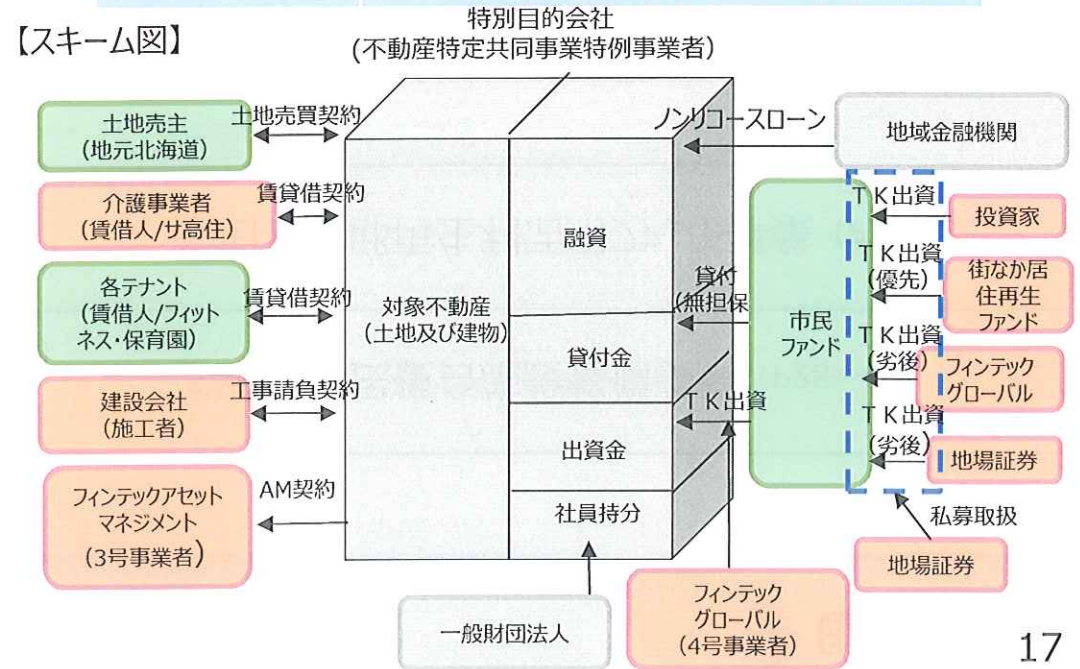 【スキーム図】
特別目的会社
(不動産特定共同事業特例事業者)
土地売主
(地元北海道)
土地売買契約
介護事業者
(賃借人/サ高住)
賃貸借契約
各テナント
(賃借人/フィット
ネス・保育園)
賃貸借契約
建設会社
(施工者)
工事請負契約
フィンテックアセット
マネジメント
(3号事業者)
AM契約
対象不動産
(土地及び建物)
融資
貸付金
出資金
社員持分
ノンリコースローン
地域金融機関
貸付
(無担保
TK出資
市民
ファンド
TK出資
投資家
TK出資
(優先)
街なか居
住再生
ファンド
TK出資
(劣後)
フィンテック
グローバル
TK出資
(劣後)
地場証券
私募取扱
地場証券
フィンテック
グローバル
(4号事業者)
一般財団法人
17